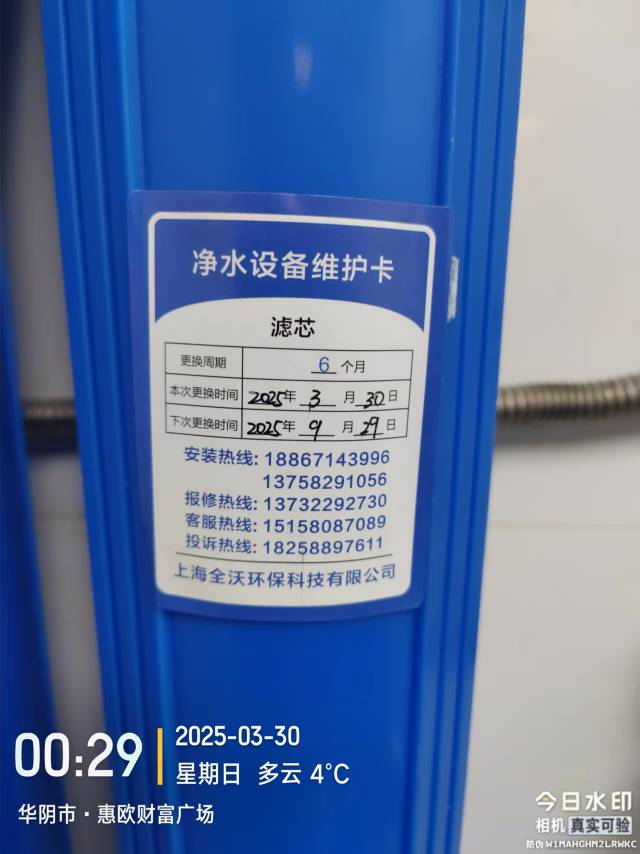 净水设备维护卡
滤芯
更换周期 6 个月
本次更换时间 2025年 3 月 30 日
下次更换时间 2025年 9 月 29 日
安装热线: 18867143996
13758291056
报修热线: 13732292730
客服热线: 15158087089
投诉热线: 18258897611
上海全沃环保科技有限公司
00:29
2025-03-30
星期日 多云 4°C
华阴市·惠欧财富广场
今日水印
相机 真实可验
防伪 W1MAHGHM2LRWKC